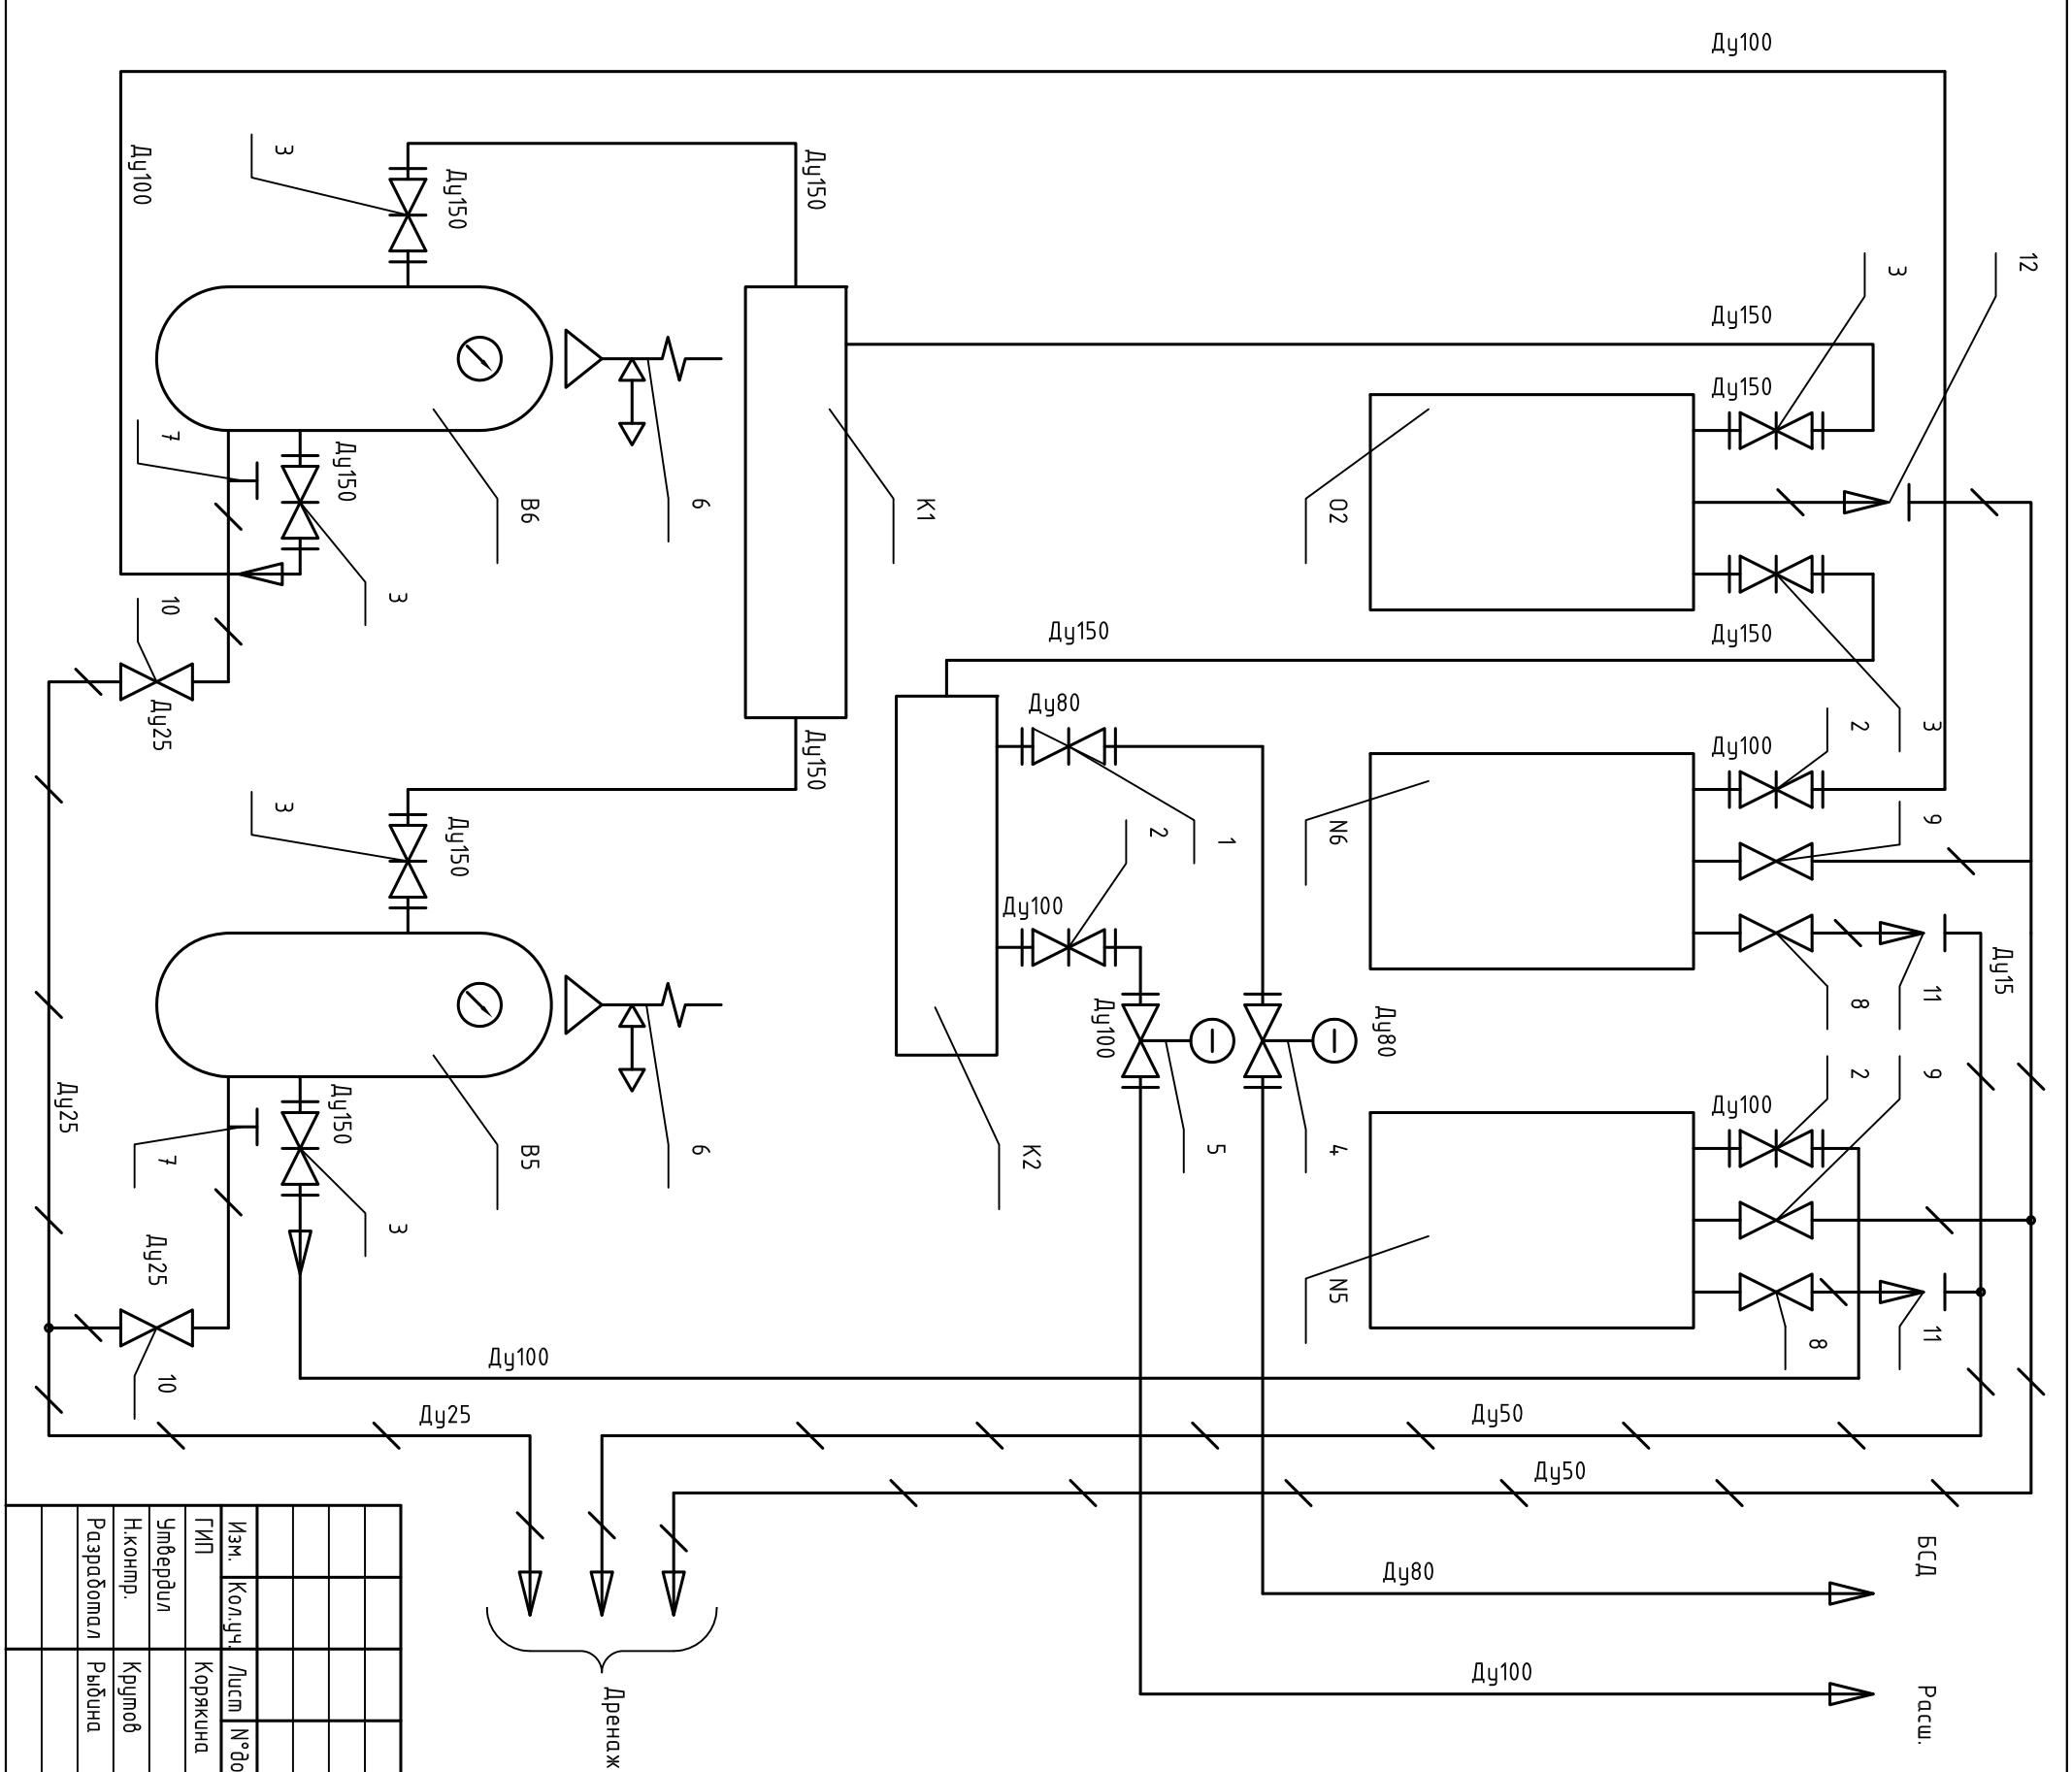 Ду100
Ду100
3
Ду150
Ду150
12
3
Ду150
Ду150
7
Ду150
В6
6
К1
О2
3
10
Ду150
Ду150
Ду25
Ду80
Ду100
2
3
Ду150
3
Ду150
2
1
N6
9
Ду100
Ду15
Ду100
Ду80
8
11
Ду25
Ду150
Ду100
2
9
7
В5
6
К2
5
4
3
Ду25
N5
8
11
10
Ду100
Ду25
Ду50
Ду50
БСД
Ду80
Ду100
Расш.
Дренаж
Изм.
Кол.уч.
Лист
N°до
ГИП
Корякина
Утвердил
Н.контр.
Крутов
Разработал
Рыбина